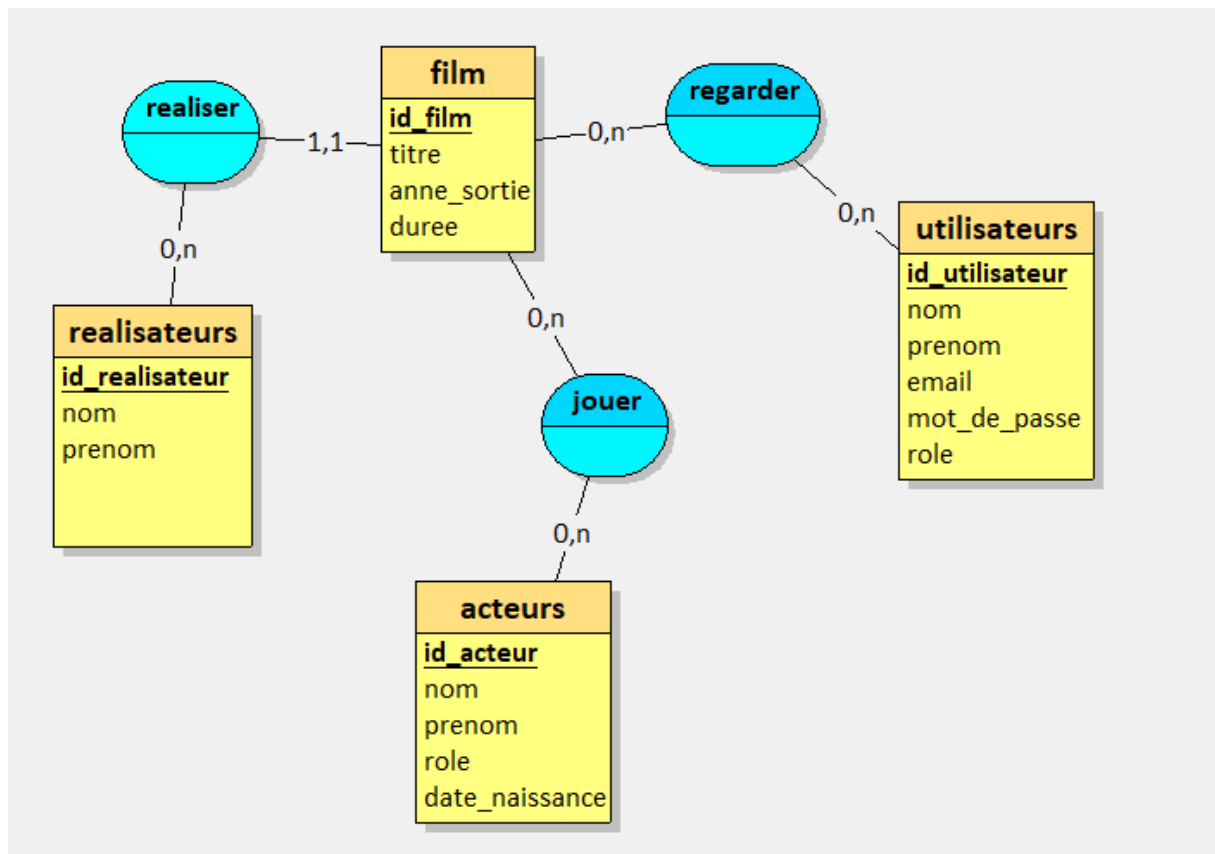 film
id_film
titre
anne_sortie
duree
realiser
1,1
0,n
realisateurs
id_realisateur
nom
prenom
regarder
0,n
0,n
utilisateurs
id_utilisateur
nom
prenom
email
mot_de_passe
role
0,n
jouer
0,n
acteurs
id_acteur
nom
prenom
role
date_naissance